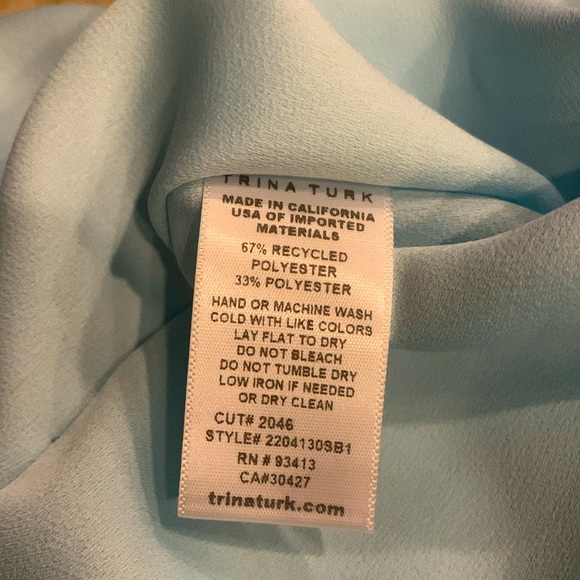 TRINA TURK
MADE IN CALIFORNIA
USA OF IMPORTED
MATERIALS
67% RECYCLED
POLYESTER
33% POLYESTER
HAND OR MACHINE WASH
COLD WITH LIKE COLORS
LAY FLAT TO DRY
DO NOT BLEACH
DO NOT TUMBLE DRY
LOW IRON IF NEEDED
OR DRY CLEAN
CUT# 2046
STYLE# 2204130SB1
RN # 93413
CA#30427
trinaturk.com